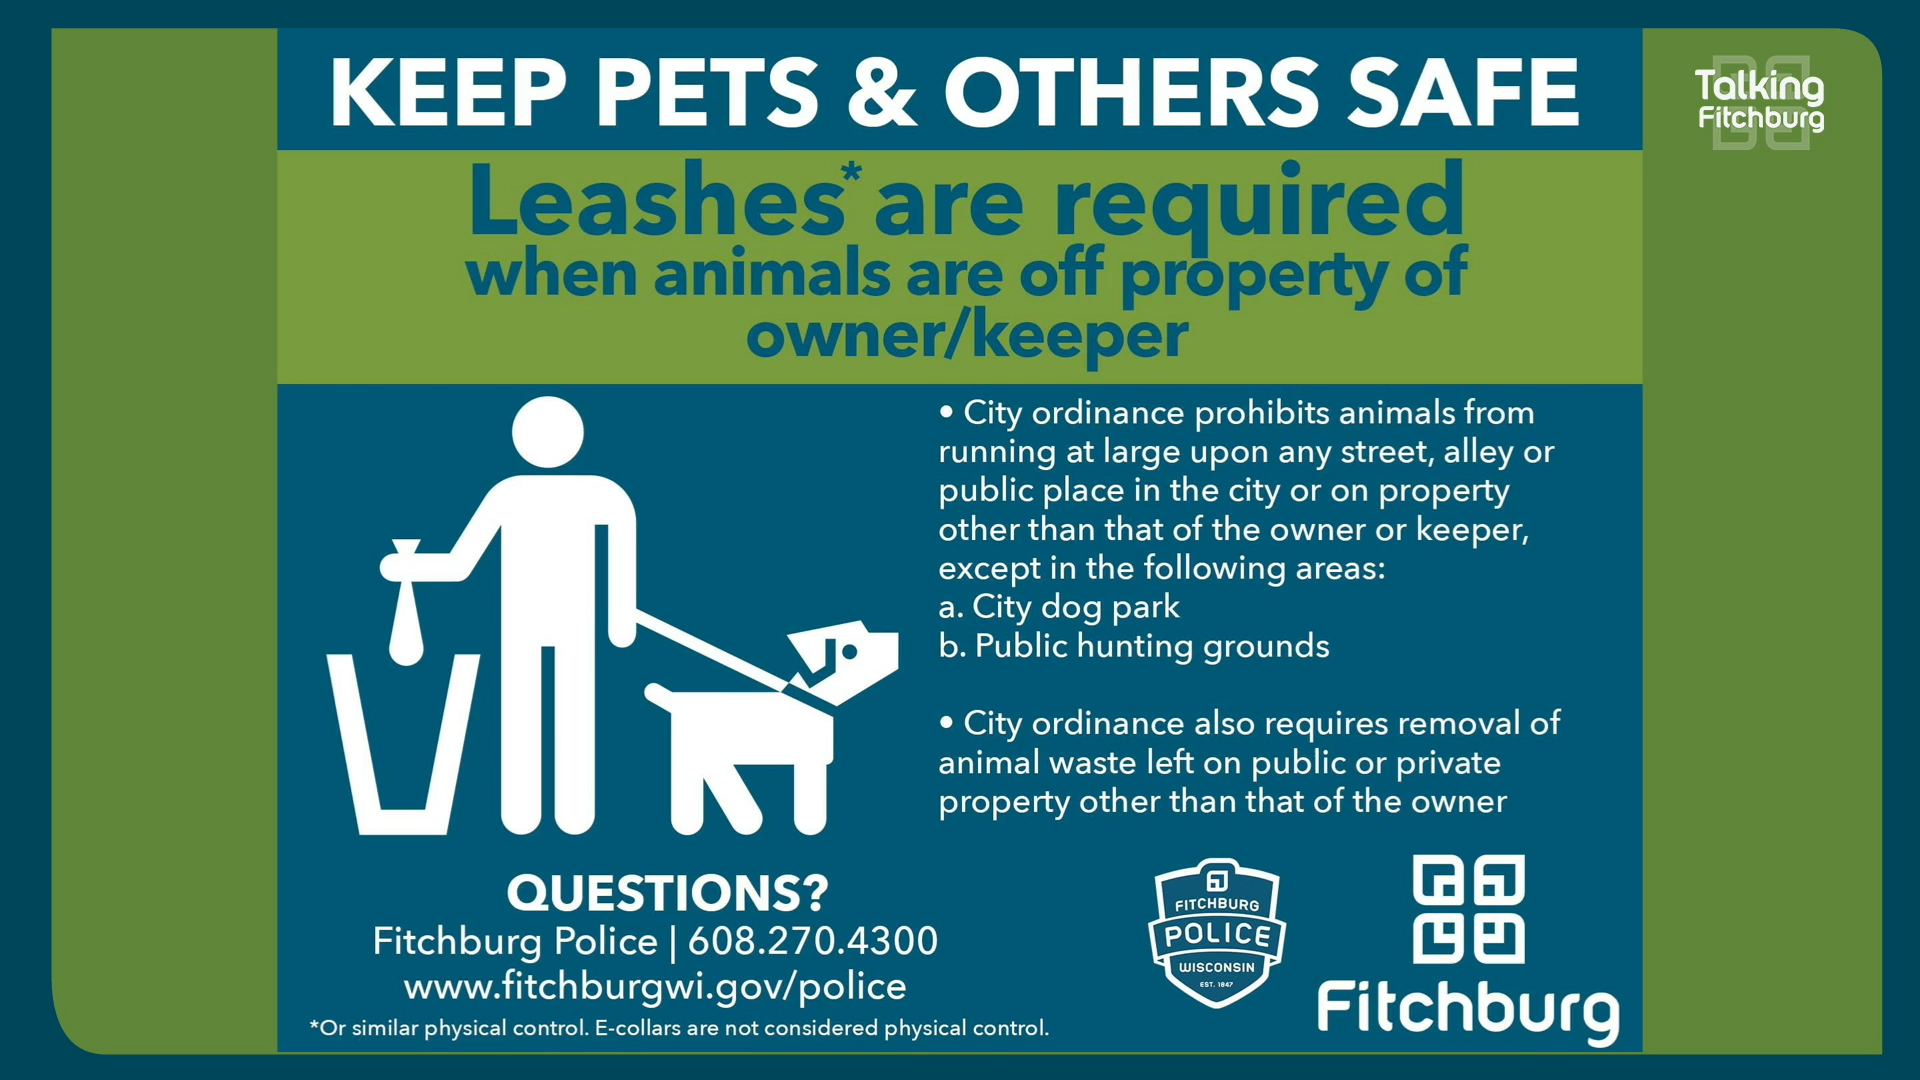 KEEP PETS & OTHERS SAFE
Talking
Fitchburg
Leashes* are required
when animals are off property of
owner/keeper
• City ordinance prohibits animals from
running at large upon any street, alley or
public place in the city or on property
other than that of the owner or keeper,
except in the following areas:
a. City dog park
b. Public hunting grounds
• City ordinance also requires removal of
animal waste left on public or private
property other than that of the owner
QUESTIONS?
Fitchburg Police | 608.270.4300
www.fitchburgwi.gov/police
*Or similar physical control. E-collars are not considered physical control.
FITCHBURG
POLICE
WISCONSIN
EST. 1847
Fitchburg